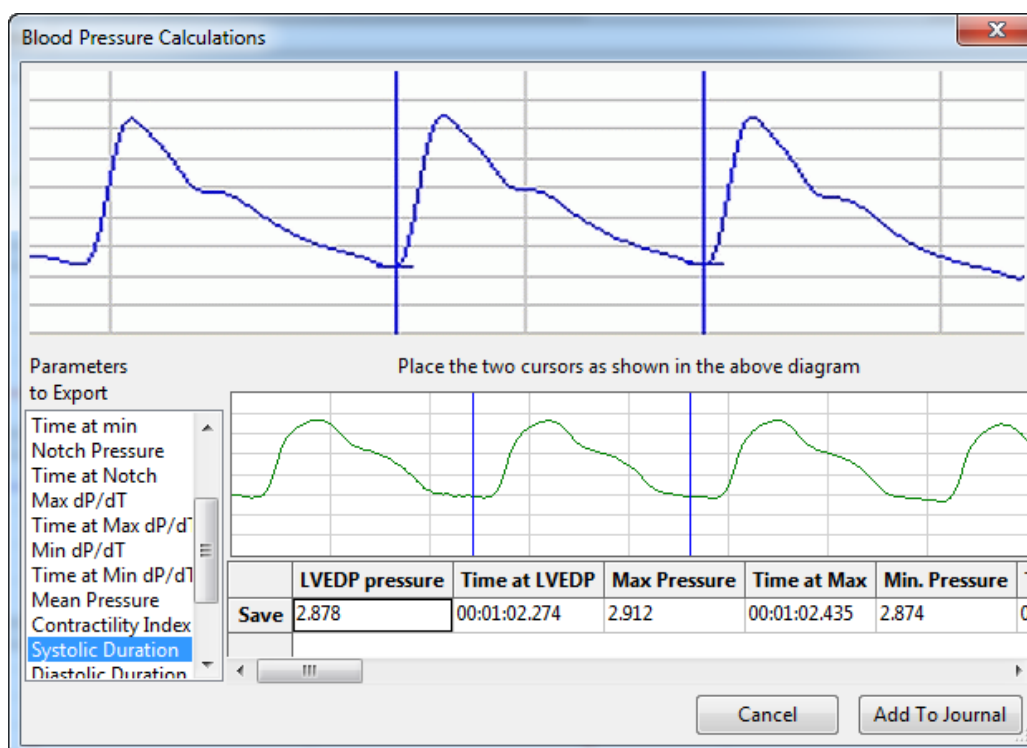 Blood Pressure Calculations
Parameters
to Export
Place the two cursors as shown in the above diagram
Time at min
Notch Pressure
Time at Notch
Max dP/dT
Time at Max dP/dT
Min dP/dT
Time at Min dP/dT
Mean Pressure
Contractility Index
Systolic Duration
Diastolic Duration
LVEDP pressure Time at LVEDP Max Pressure Time at Max Min. Pressure
Save 2.878 00:01:02.274 2.912 00:01:02.435 2.874
Cancel Add To Journal